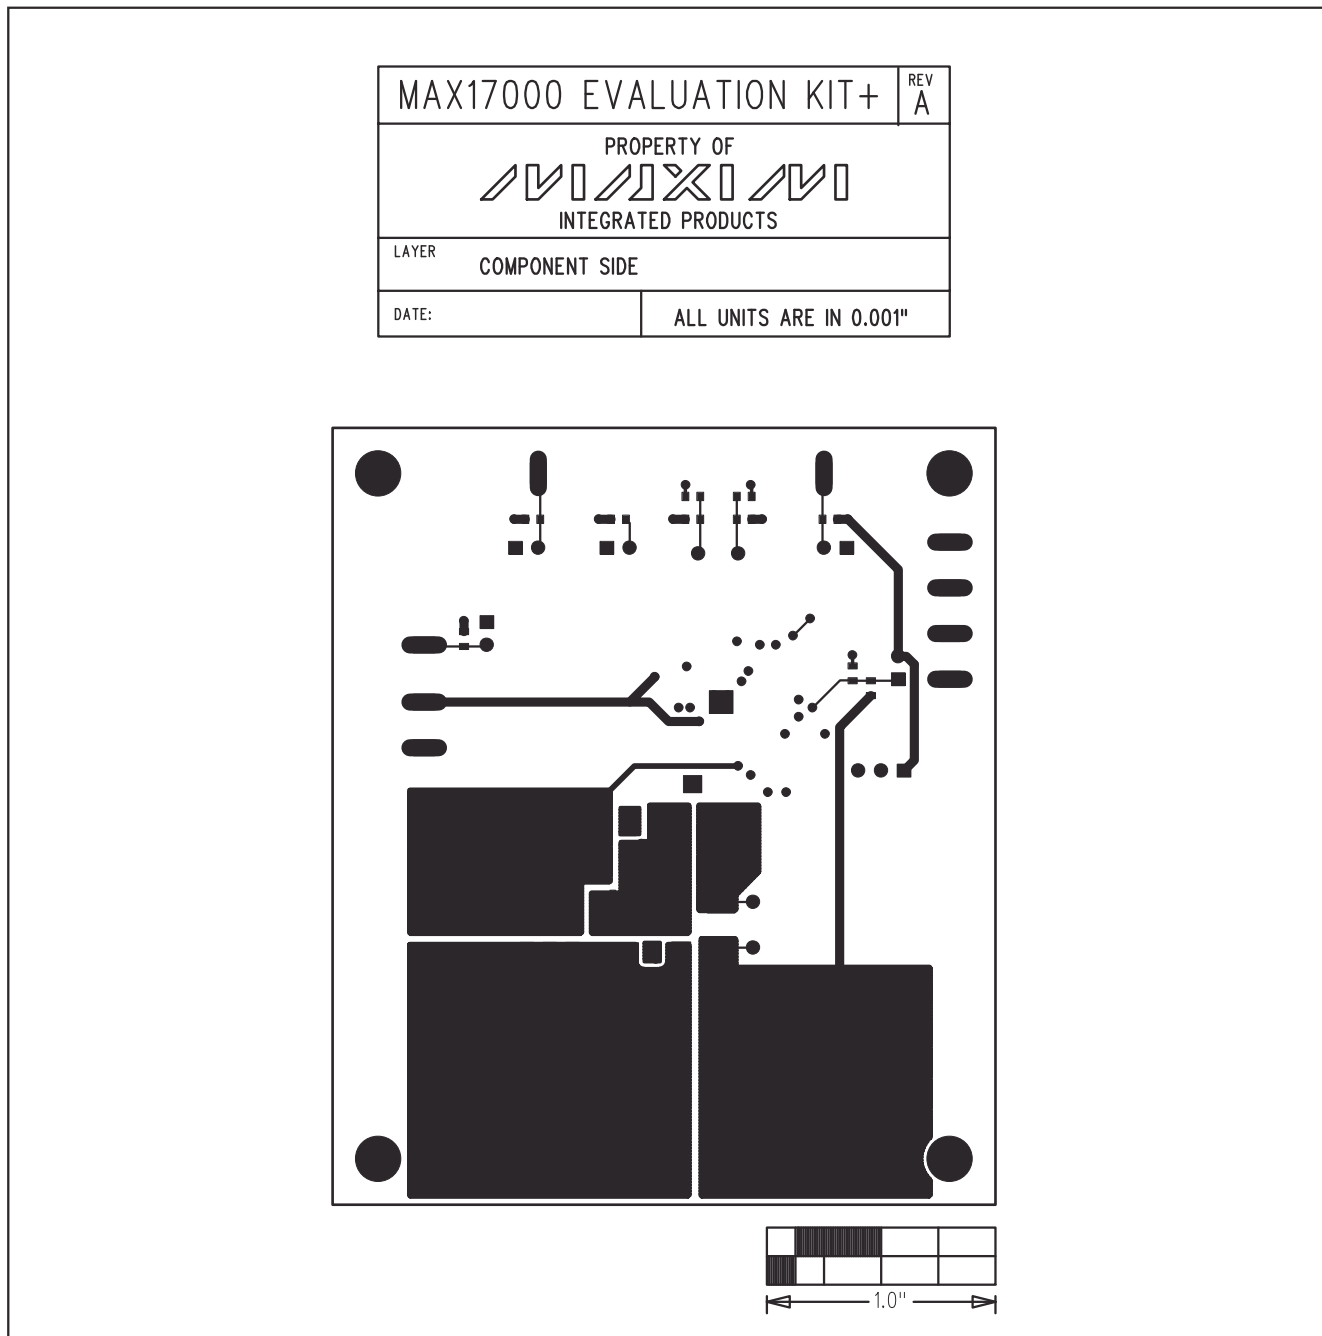 MAX17000 EVALUATION KIT+
REV
A
PROPERTY OF
MAXIM
INTEGRATED PRODUCTS
LAYER COMPONENT SIDE
DATE:
ALL UNITS ARE IN 0.001"
1.0"